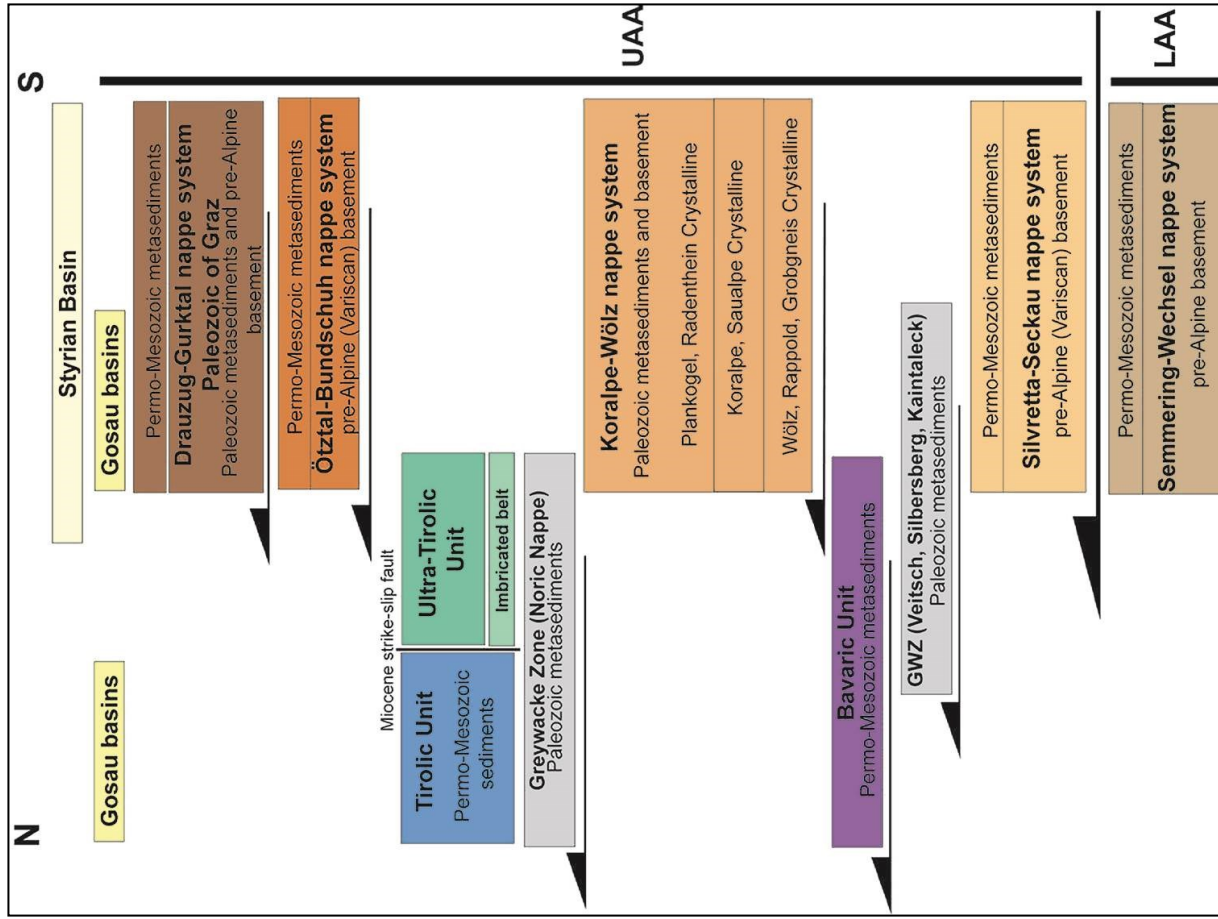 N
S
Styrian Basin
Gosau basins
Gosau basins
Permo-Mesozoic metasediments
Drauzug-Gurktal nappe system
Paleozoic of Graz
Paleozoic metasediments and pre-Alpine
basement
Permo-Mesozoic metasediments
Ötztal-Bundschuh nappe system
pre-Alpine (Variscan) basement
Miocene strike-slip fault
Tirolic Unit
Permo-Mesozoic
sediments
Ultra-Tirolic
Unit
Imbricated belt
Greywacke Zone (Noric Nappe)
Paleozoic metasediments
Koralpe-Wölz nappe system
Paleozoic metasediments and basement
Plankogel, Radenthein Crystalline
Koralpe, Saualpe Crystalline
Wölz, Rappold, Grobgneis Crystalline
UAA
Bavaric Unit
Permo-Mesozoic metasediments
GWZ (Veitsch, Silbersberg, Kaintaleck)
Paleozoic metasediments
Permo-Mesozoic metasediments
Silvretta-Seckau nappe system
pre-Alpine (Variscan) basement
Permo-Mesozoic metasediments
Semmering-Wechsel nappe system
pre-Alpine basement
LAA